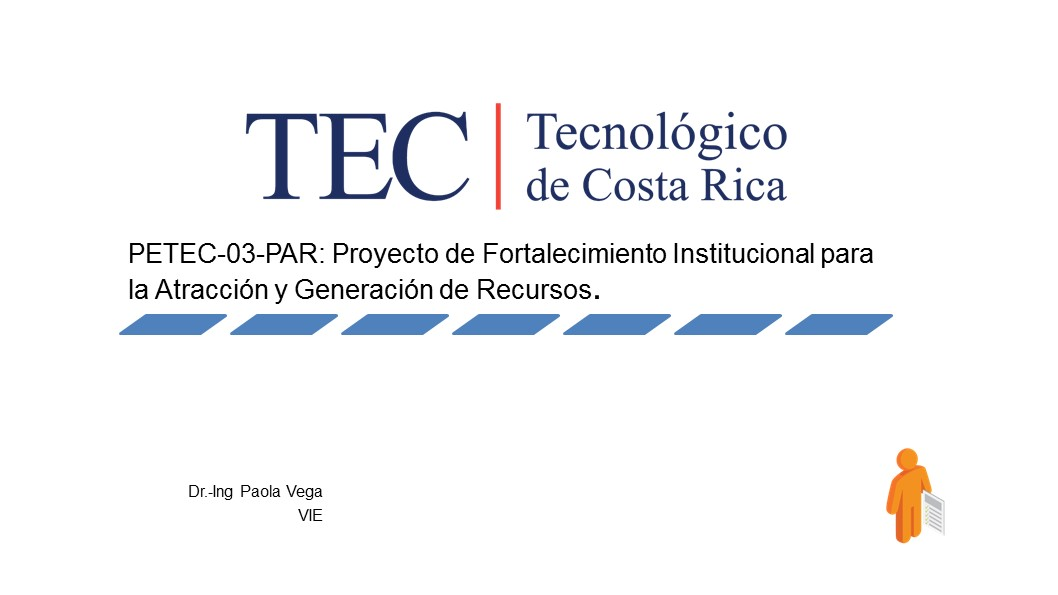 TEC
Tecnológico
de Costa Rica
PETEC-03-PAR: Proyecto de Fortalecimiento Institucional para
la Atracción y Generación de Recursos.
Dr.-Ing Paola Vega
VIE